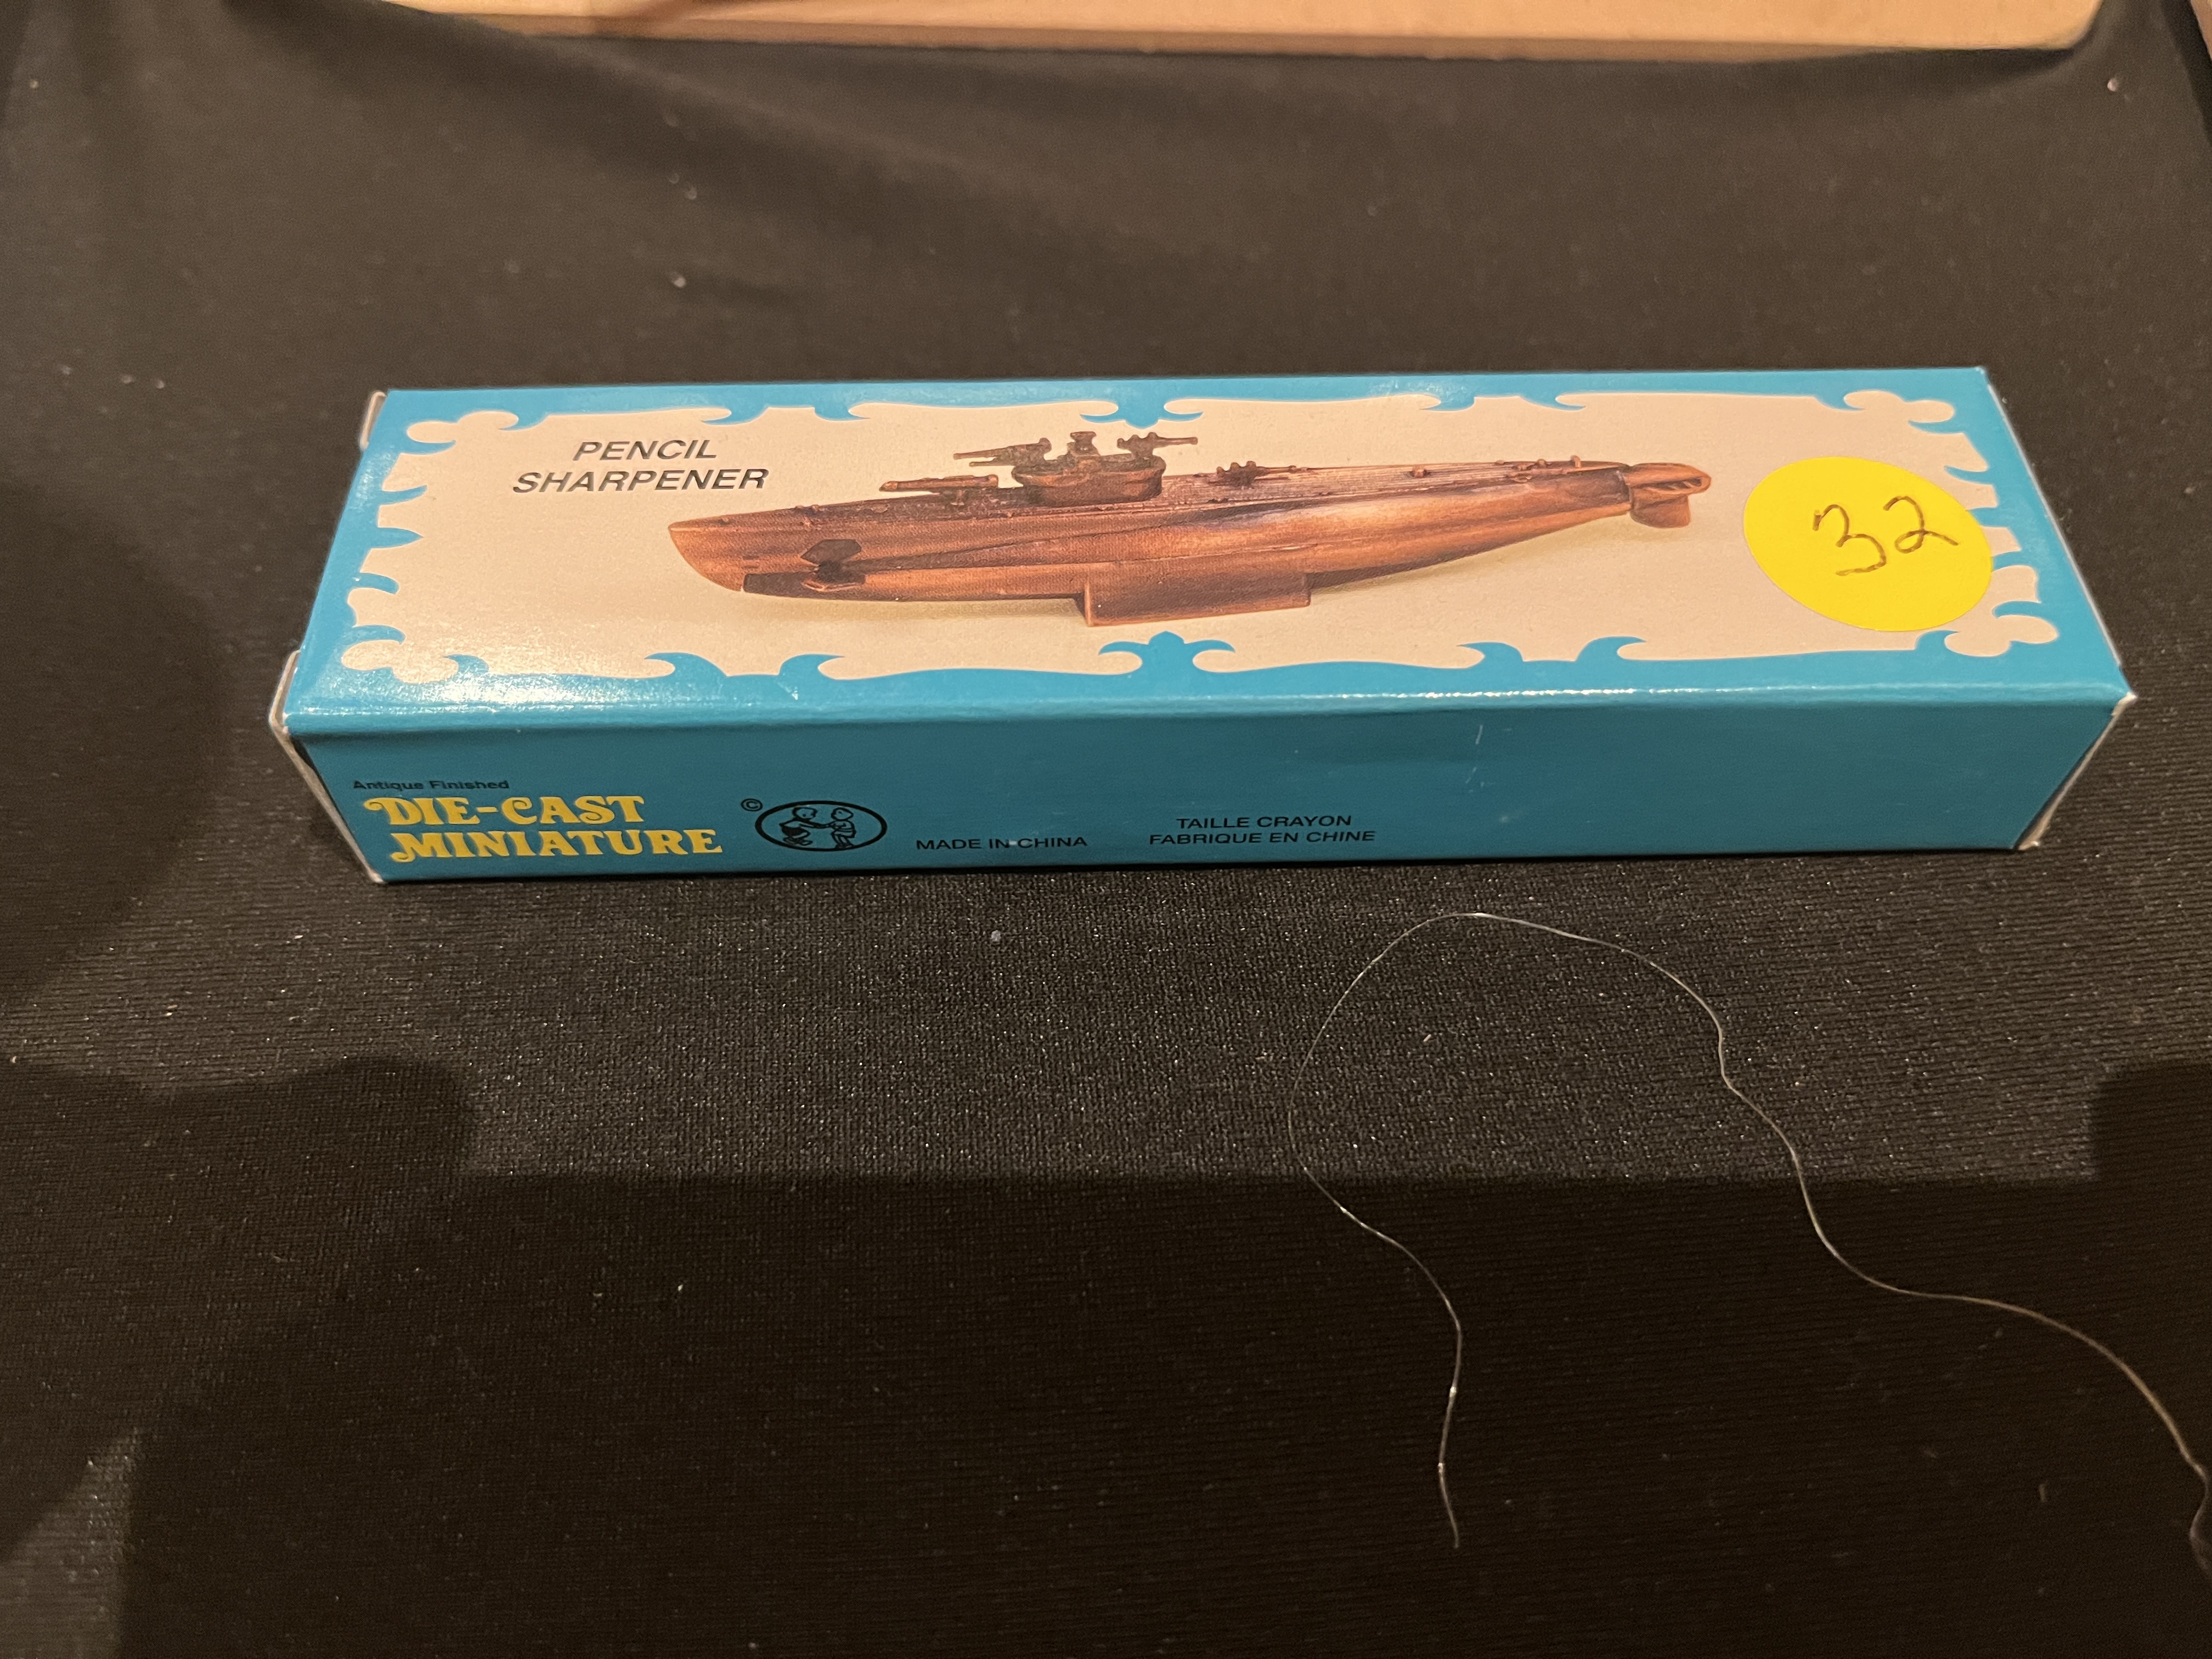 PENCIL
SHARPENER
32
Antique Finished
DIE-CAST
MINIATURE
©
MADE IN CHINA
TAILLE CRAYON
FABRIQUE EN CHINE